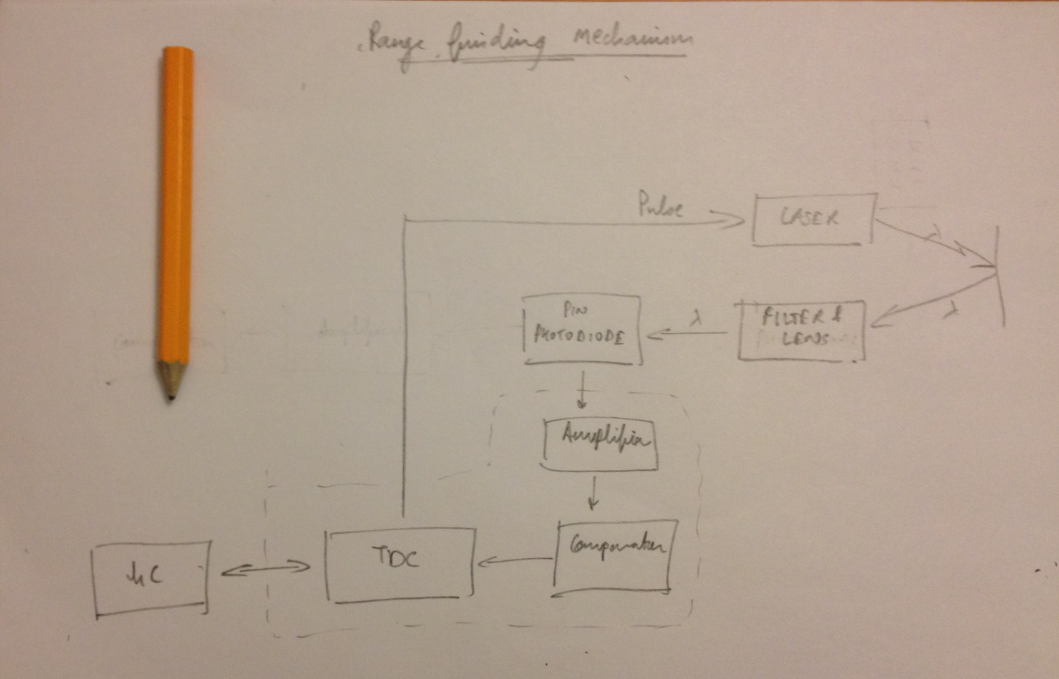 Range finding mechanism
Pulse
LASER
λ
λ
PIN
PHOTODIODE
λ
FILTER &
LENS
Amplifier
Comparator
TDC
μC